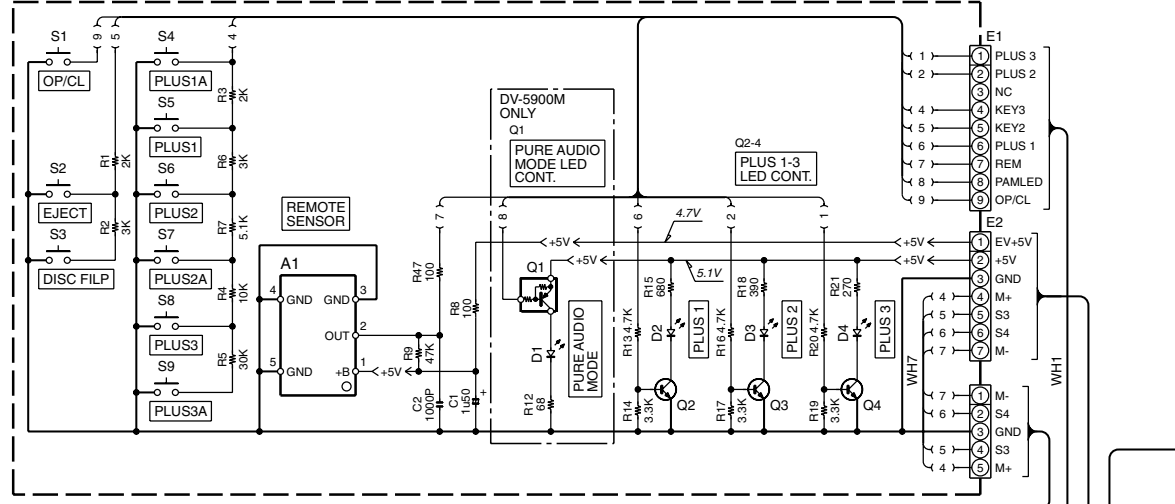 S1
OP/CL
9
5
S4
PLUS1A
4
R3
2K
S5
PLUS1
R1
2K
R6
3K
S2
EJECT
S6
PLUS2
R2
3K
R7
5.1K
S3
DISC FILP
S7
PLUS2A
R4
10K
S8
PLUS3
R5
30K
S9
PLUS3A
REMOTE
SENSOR
A1
4
GND
GND
3
OUT
2
5
GND
+B
1
+5V
R9
47K
7
R47
100
R8
100
C2
1000P
C1
1u50
+
DV-5900M
ONLY
Q1
PURE AUDIO
MODE LED
CONT.
8
Q1
D1
R12
68
PURE AUDIO
MODE
+5V
+5V
Q2-4
PLUS 1-3
LED CONT.
6
2
1
4.7V
5.1V
R15
680
R18
390
R21
270
R13 4.7K
D2
PLUS 1
R16 4.7K
D3
PLUS 2
R20 4.7K
D4
PLUS 3
R14
3.3K
Q2
R17
3.3K
Q3
R19
3.3K
Q4
+5V
+5V
E1
1 1 PLUS 3
2 2 PLUS 2
3 NC
4 4 KEY3
5 5 KEY2
6 6 PLUS 1
7 7 REM
8 8 PAMLED
9 9 OP/CL
E2
1 EV+5V
2 +5V
3 GND
4 4 M+
5 5 S3
6 6 S4
7 7 M-
WH7
WH1
7 1 M-
6 2 S4
3 GND
5 4 S3
4 5 M+